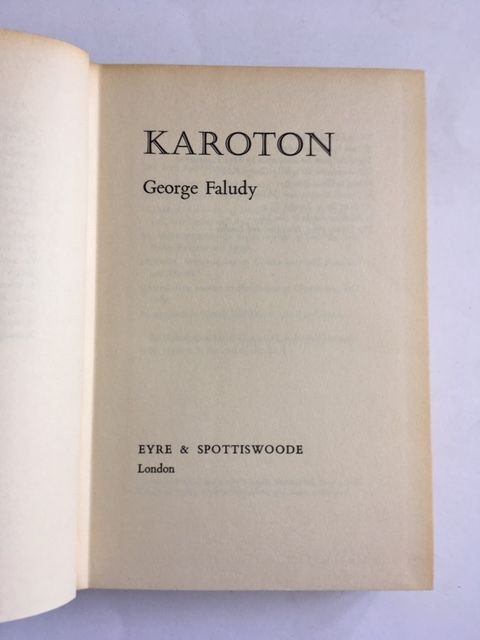 KAROTON
George Faludy
EYRE & SPOTTISWOODE
London